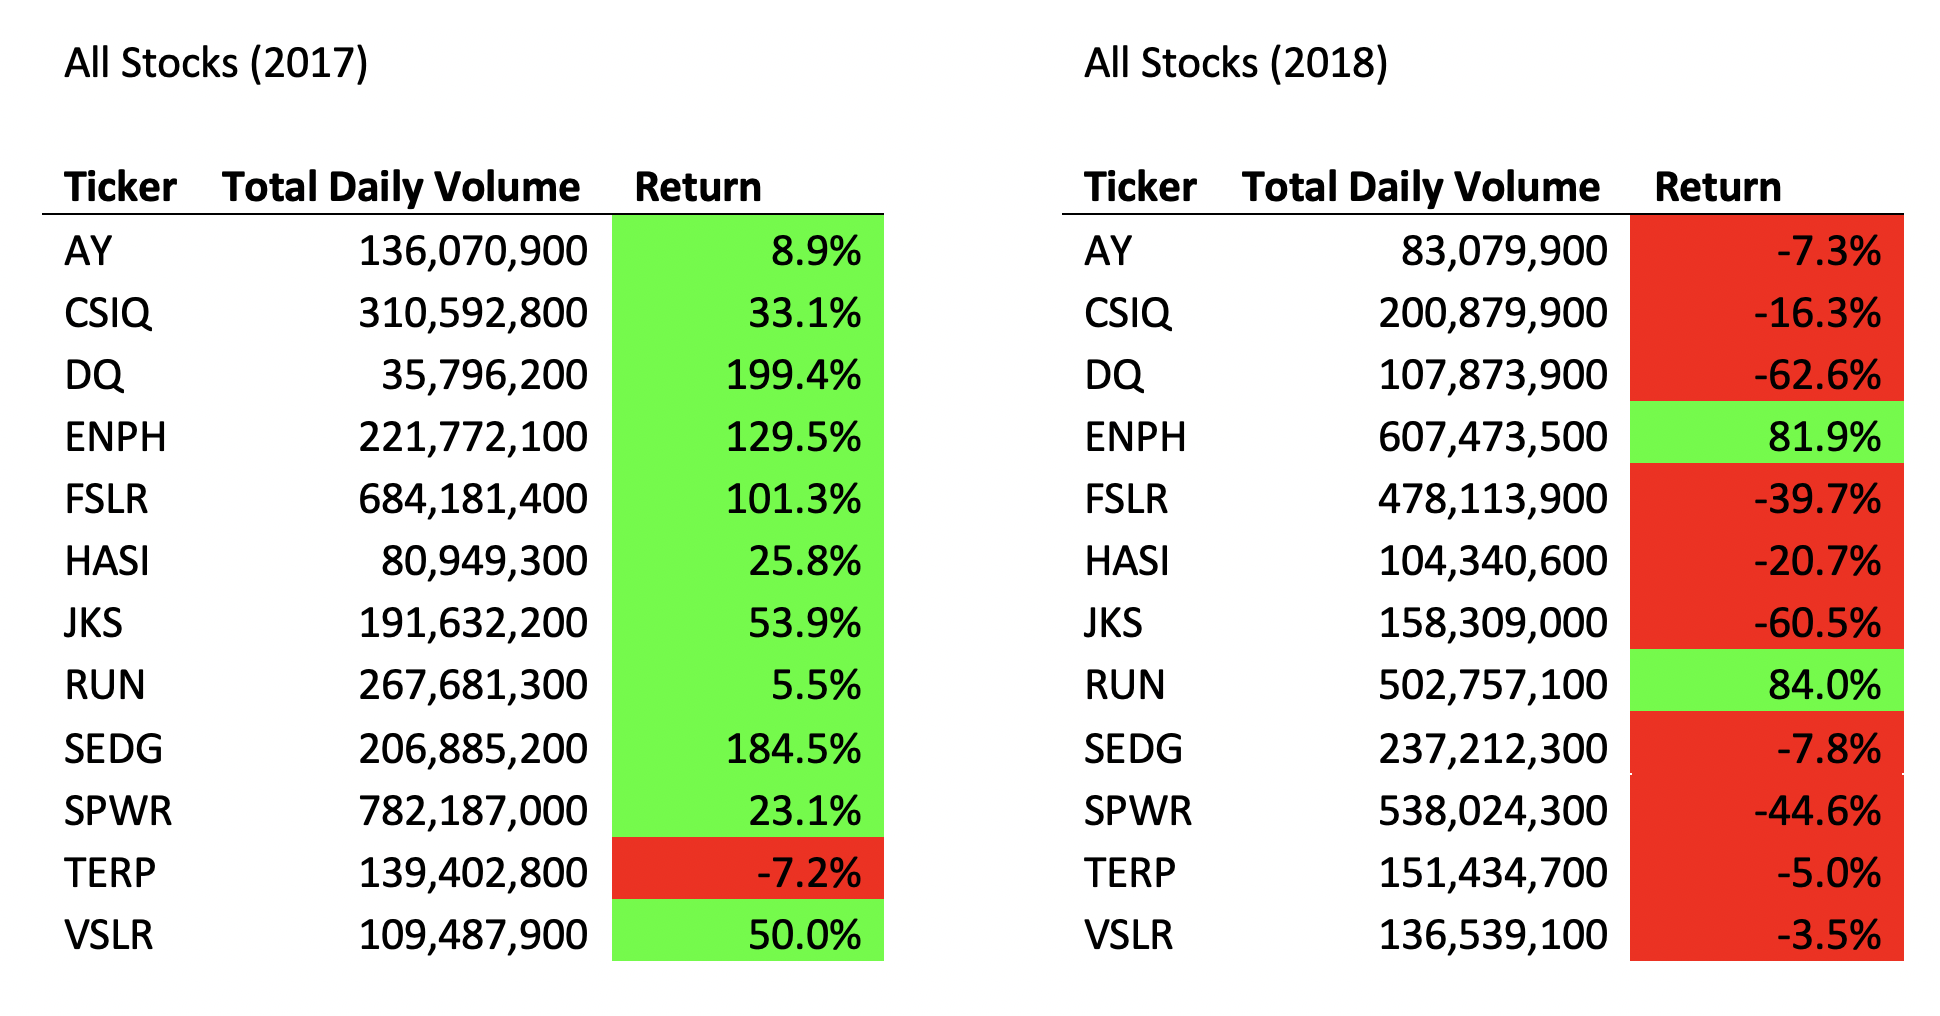 All Stocks (2017)
Ticker Total Daily Volume Return
AY 136,070,900 8.9%
CSIQ 310,592,800 33.1%
DQ 35,796,200 199.4%
ENPH 221,772,100 129.5%
FSLR 684,181,400 101.3%
HASI 80,949,300 25.8%
JKS 191,632,200 53.9%
RUN 267,681,300 5.5%
SEDG 206,885,200 184.5%
SPWR 782,187,000 23.1%
TERP 139,402,800 -7.2%
VSLR 109,487,900 50.0%
All Stocks (2018)
Ticker Total Daily Volume Return
AY 83,079,900 -7.3%
CSIQ 200,879,900 -16.3%
DQ 107,873,900 -62.6%
ENPH 607,473,500 81.9%
FSLR 478,113,900 -39.7%
HASI 104,340,600 -20.7%
JKS 158,309,000 -60.5%
RUN 502,757,100 84.0%
SEDG 237,212,300 -7.8%
SPWR 538,024,300 -44.6%
TERP 151,434,700 -5.0%
VSLR 136,539,100 -3.5%